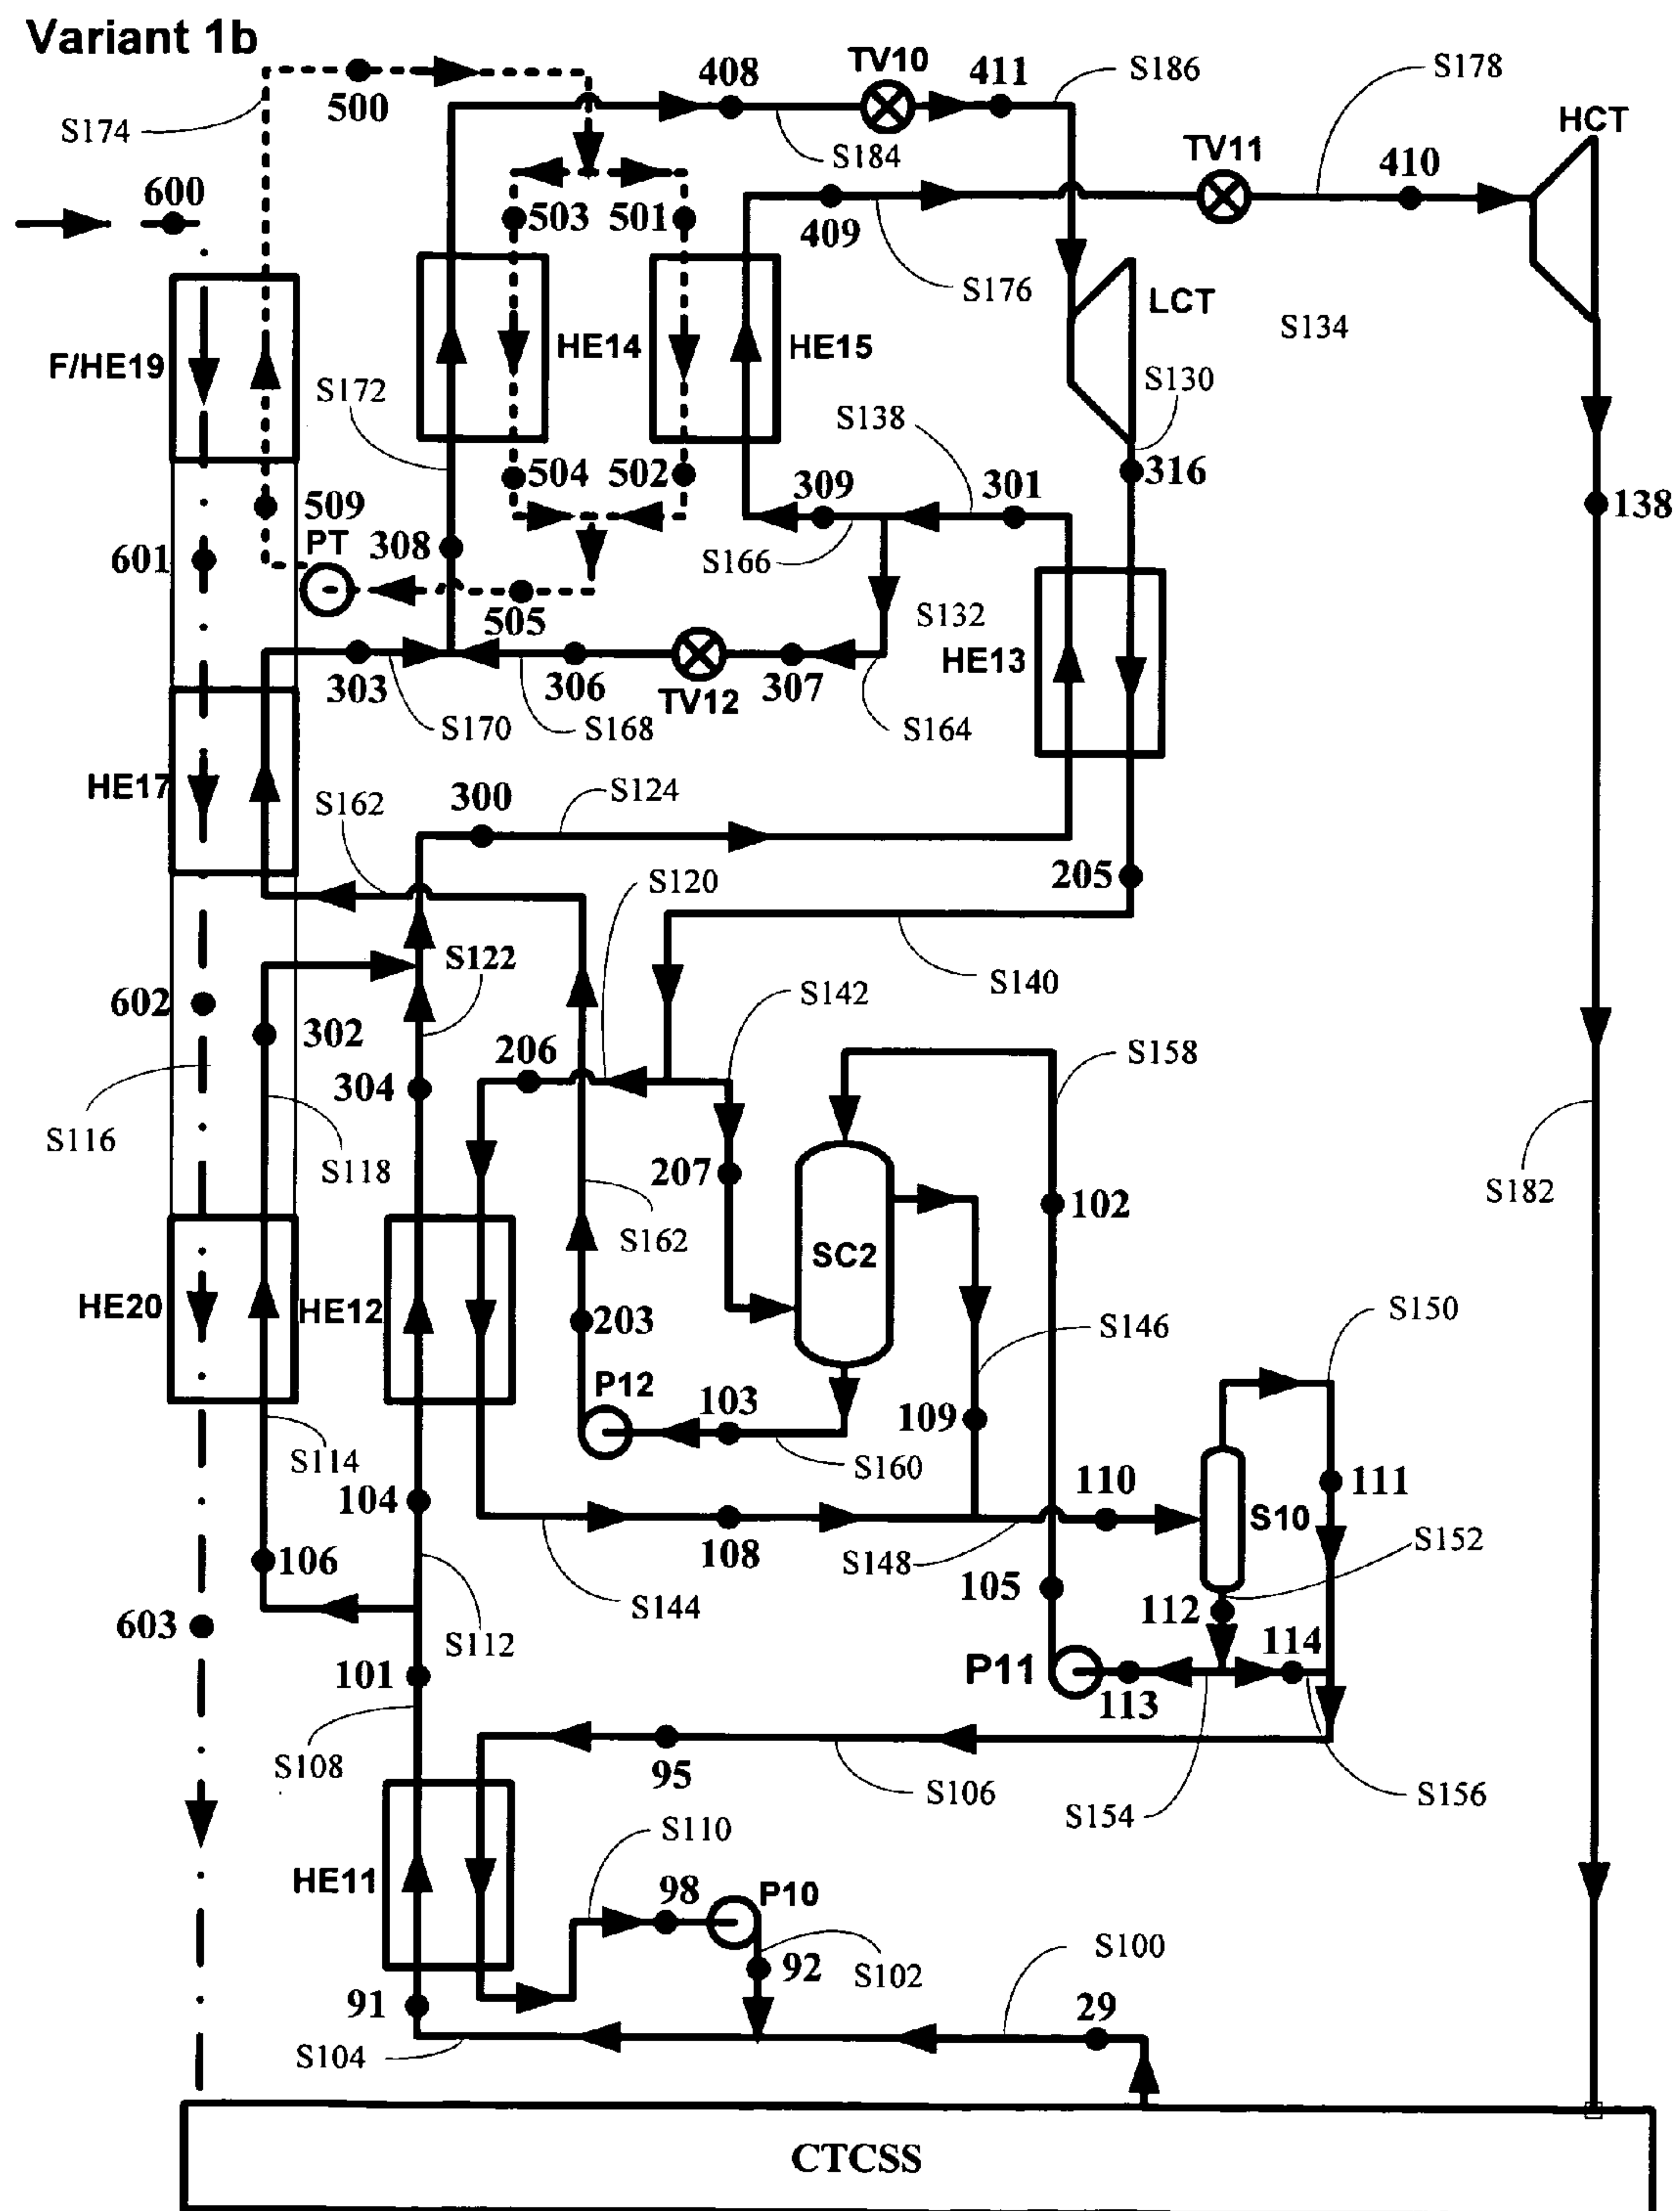 Variant 1b
500
408
TV10
411
S186
S178
HCT
S174
S184
TV11
410
600
503
501
409
S176
LCT
S134
F/HE19
HE14
HE15
S172
S130
S138
504
502
309
301
316
138
509
PT
308
601
S166
505
S132
303
306
TV12
307
HE13
S170
S168
S164
HE17
S162
300
S124
S120
205
S122
S140
602
302
S142
206
S158
304
S116
S118
207
102
S182
S162
SC2
HE20
HE12
203
S146
S150
P12
103
109
S114
S160
104
110
111
S10
106
108
S148
S152
105
S144
112
603
S112
114
101
P11
113
S108
95
S106
S154
S156
S110
HE11
98
P10
92
S102
S100
91
29
S104
CTCSS